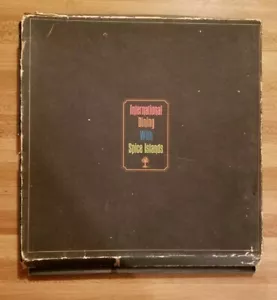 International
Dining
With
Spice Islands